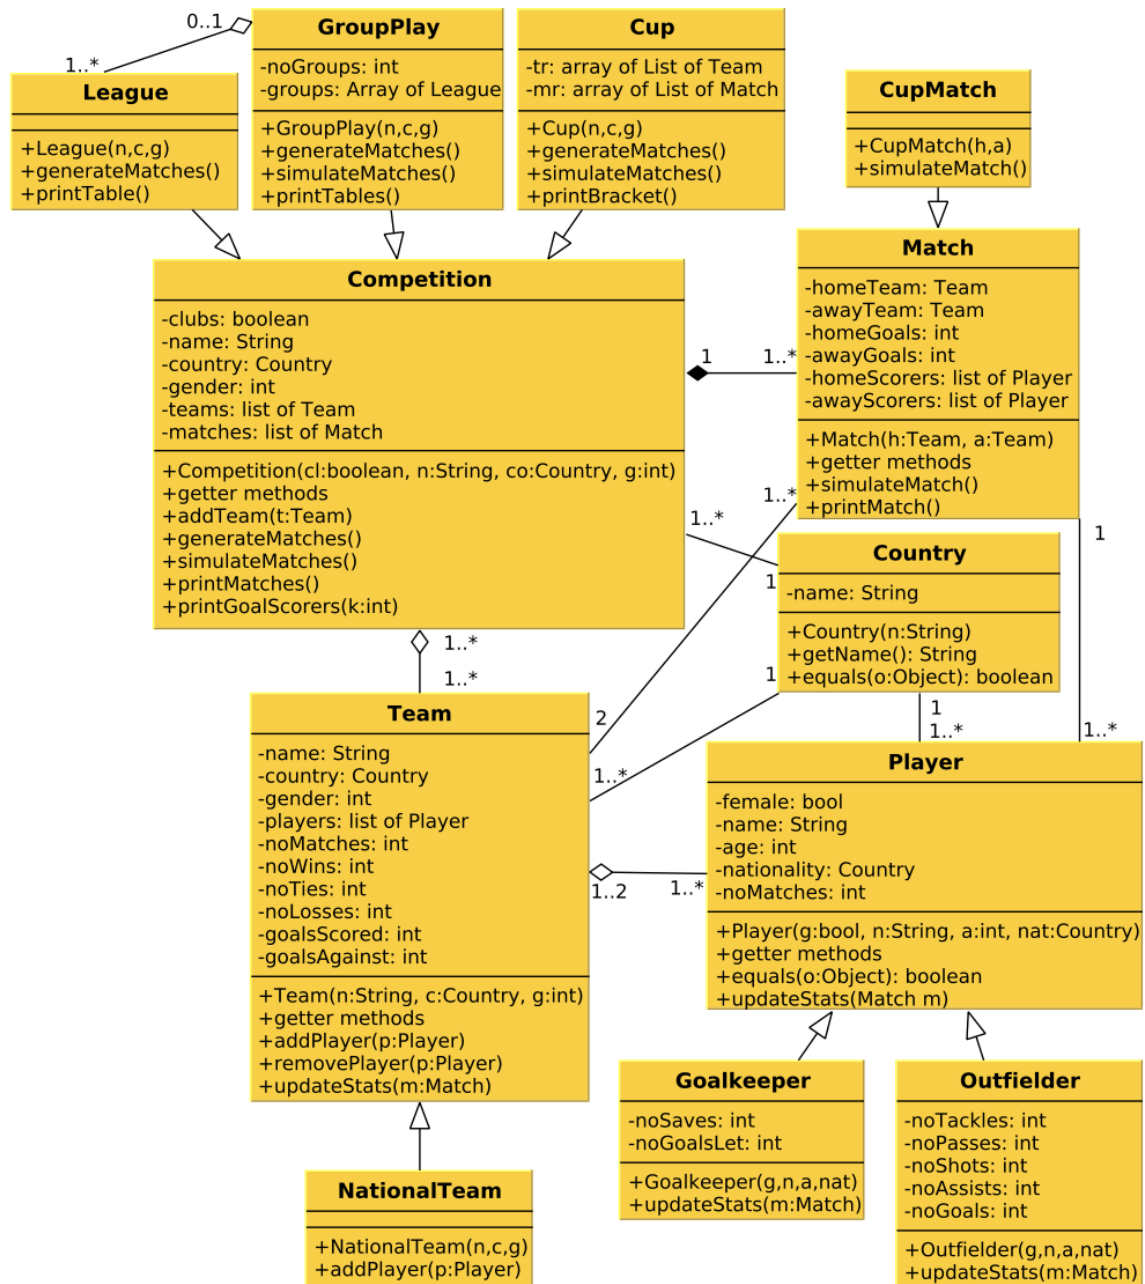 0..1
1..*
League
+League(n,c,g)
+generateMatches()
+printTable()
GroupPlay
-noGroups: int
-groups: Array of League
+GroupPlay(n,c,g)
+generateMatches()
+simulateMatches()
+printTables()
Cup
-tr: array of List of Team
-mr: array of List of Match
+Cup(n,c,g)
+generateMatches()
+simulateMatches()
+printBracket()
CupMatch
+CupMatch(h,a)
+simulateMatch()
Competition
-clubs: boolean
-name: String
-country: Country
-gender: int
-teams: list of Team
-matches: list of Match
+Competition(cl:boolean, n:String, co:Country, g:int)
+getter methods
+addTeam(t:Team)
+generateMatches()
+simulateMatches()
+printMatches()
+printGoalScorers(k:int)
1
1..*
Match
-homeTeam: Team
-awayTeam: Team
-homeGoals: int
-awayGoals: int
-homeScorers: list of Player
-awayScorers: list of Player
+Match(h:Team, a:Team)
+getter methods
+simulateMatch()
+printMatch()
1..*
1..*
1
1
Country
-name: String
+Country(n:String)
+getName(): String
+equals(o:Object): boolean
1..*
1..*
1
2
1..*
1
1..*
1..*
Team
-name: String
-country: Country
-gender: int
-players: list of Player
-noMatches: int
-noWins: int
-noTies: int
-noLosses: int
-goalsScored: int
-goalsAgainst: int
+Team(n:String, c:Country, g:int)
+getter methods
+addPlayer(p:Player)
+removePlayer(p:Player)
+updateStats(m:Match)
1..2
1..*
Player
-female: bool
-name: String
-age: int
-nationality: Country
-noMatches: int
+Player(g:bool, n:String, a:int, nat:Country)
+getter methods
+equals(o:Object): boolean
+updateStats(Match m)
NationalTeam
+NationalTeam(n,c,g)
+addPlayer(p:Player)
Goalkeeper
-noSaves: int
-noGoalsLet: int
+Goalkeeper(g,n,a,nat)
+updateStats(m:Match)
Outfielder
-noTackles: int
-noPasses: int
-noShots: int
-noAssists: int
-noGoals: int
+Outfielder(g,n,a,nat)
+updateStats(m:Match)